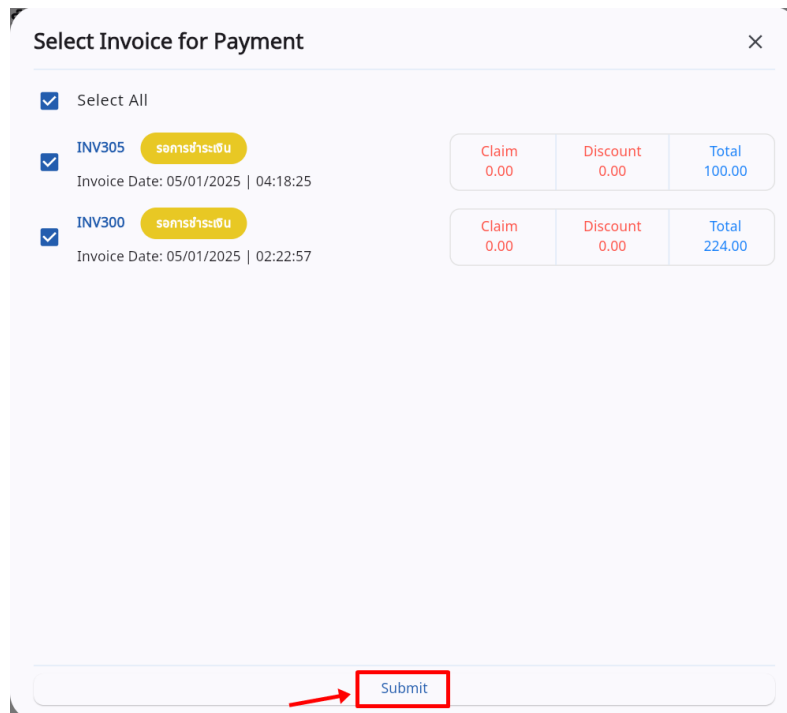 Select Invoice for Payment
Select All
INV305 รอการชำระเงิน
Invoice Date: 05/01/2025 | 04:18:25
Claim Discount Total
0.00 0.00 100.00
INV300 รอการชำระเงิน
Invoice Date: 05/01/2025 | 02:22:57
Claim Discount Total
0.00 0.00 224.00
Submit